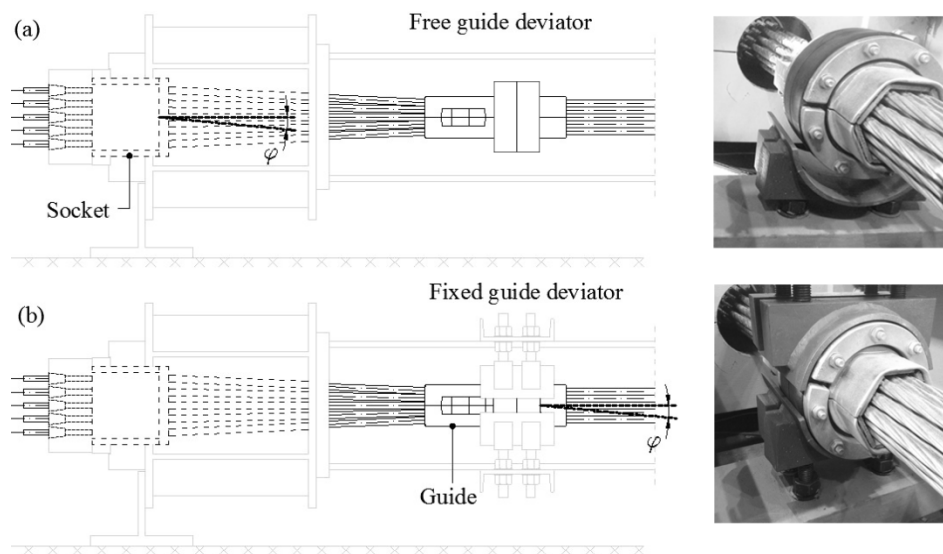 (a)
Free guide deviator
φ
Socket
Fixed guide deviator
(b)
φ
Guide